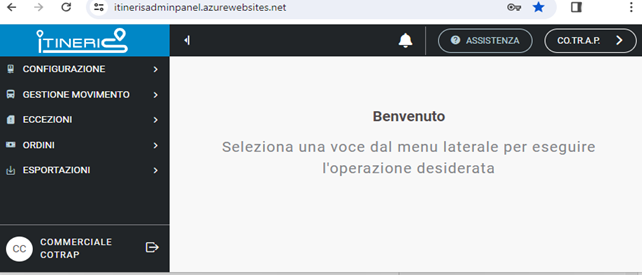 itinerisadminpanel.azurewebsites.net
ITINERIS
ASSISTENZA
CO.TR.A.P.
CONFIGURAZIONE
GESTIONE MOVIMENTO
ECCEZIONI
ORDINI
ESPORTAZIONI
Benvenuto
Seleziona una voce dal menu laterale per eseguire
l'operazione desiderata
CC
COMMERCIALE
COTRAP